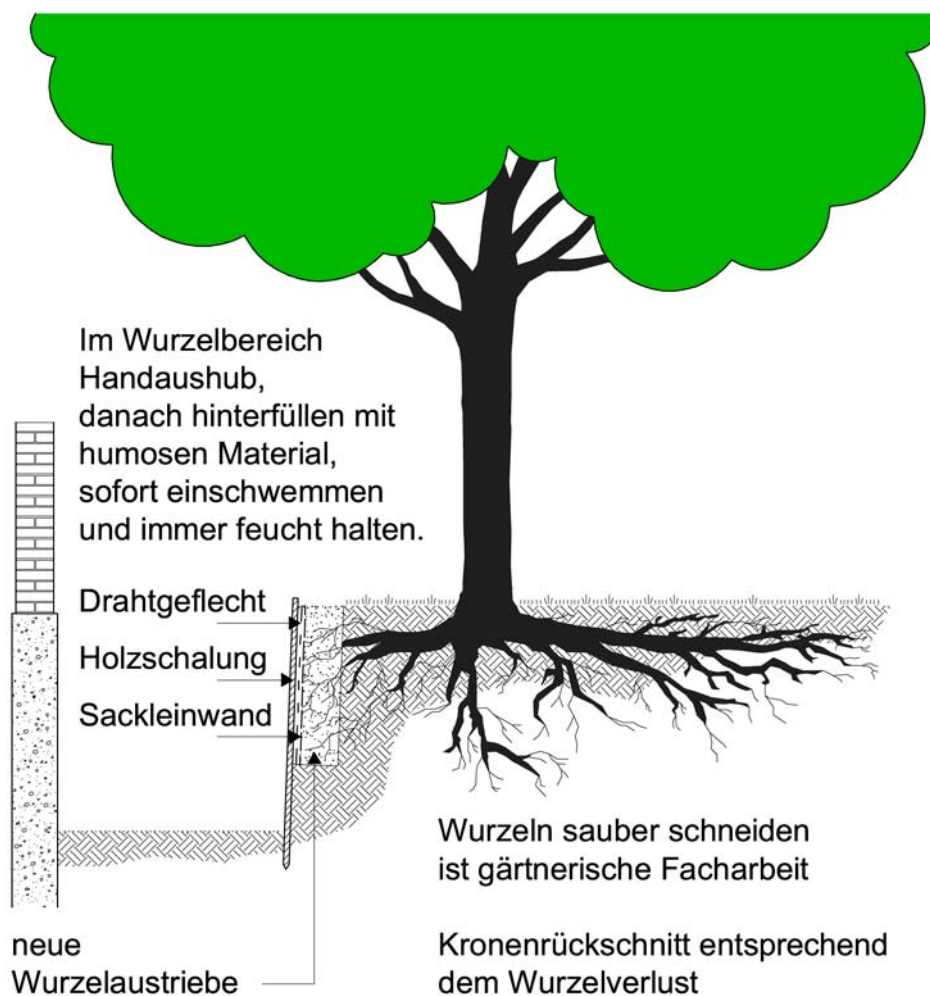 Im Wurzelbereich
Handaushub,
danach hinterfüllen mit
humosen Material,
sofort einschwemmen
und immer feucht halten.
Drahtgeflecht
Holzschalung
Sackleinwand
Wurzeln sauber schneiden
ist gärtnerische Facharbeit
neue
Wurzelaustriebe
Kronenrückschnitt entsprechend
dem Wurzelverlust